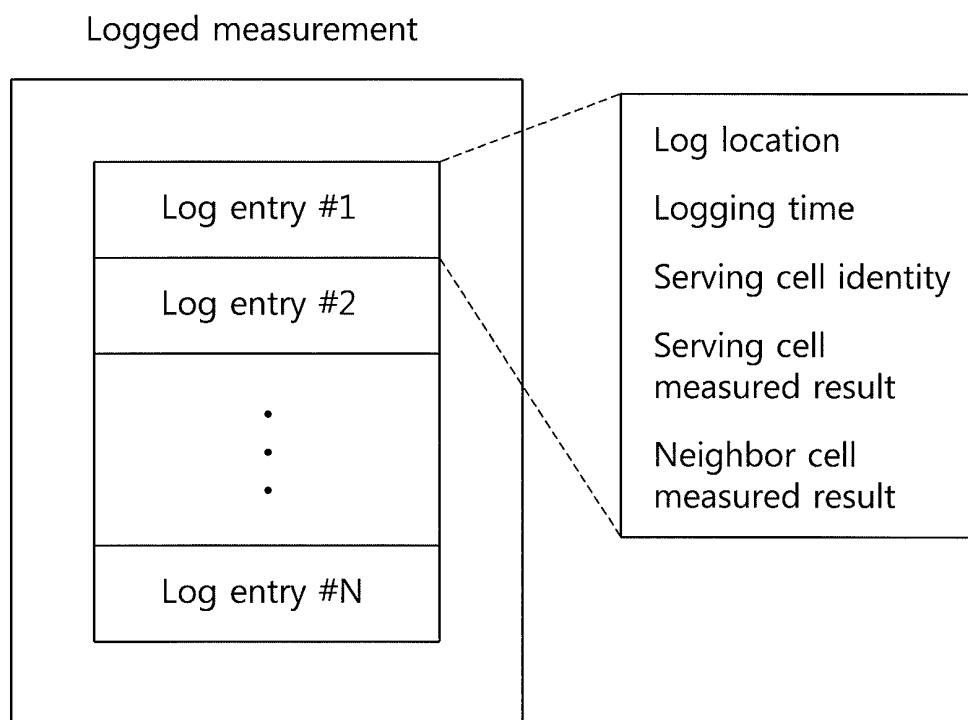 Logged measurement
Log entry #1
Log entry #2
Log entry #N
Log location
Logging time
Serving cell identity
Serving cell
measured result
Neighbor cell
measured result